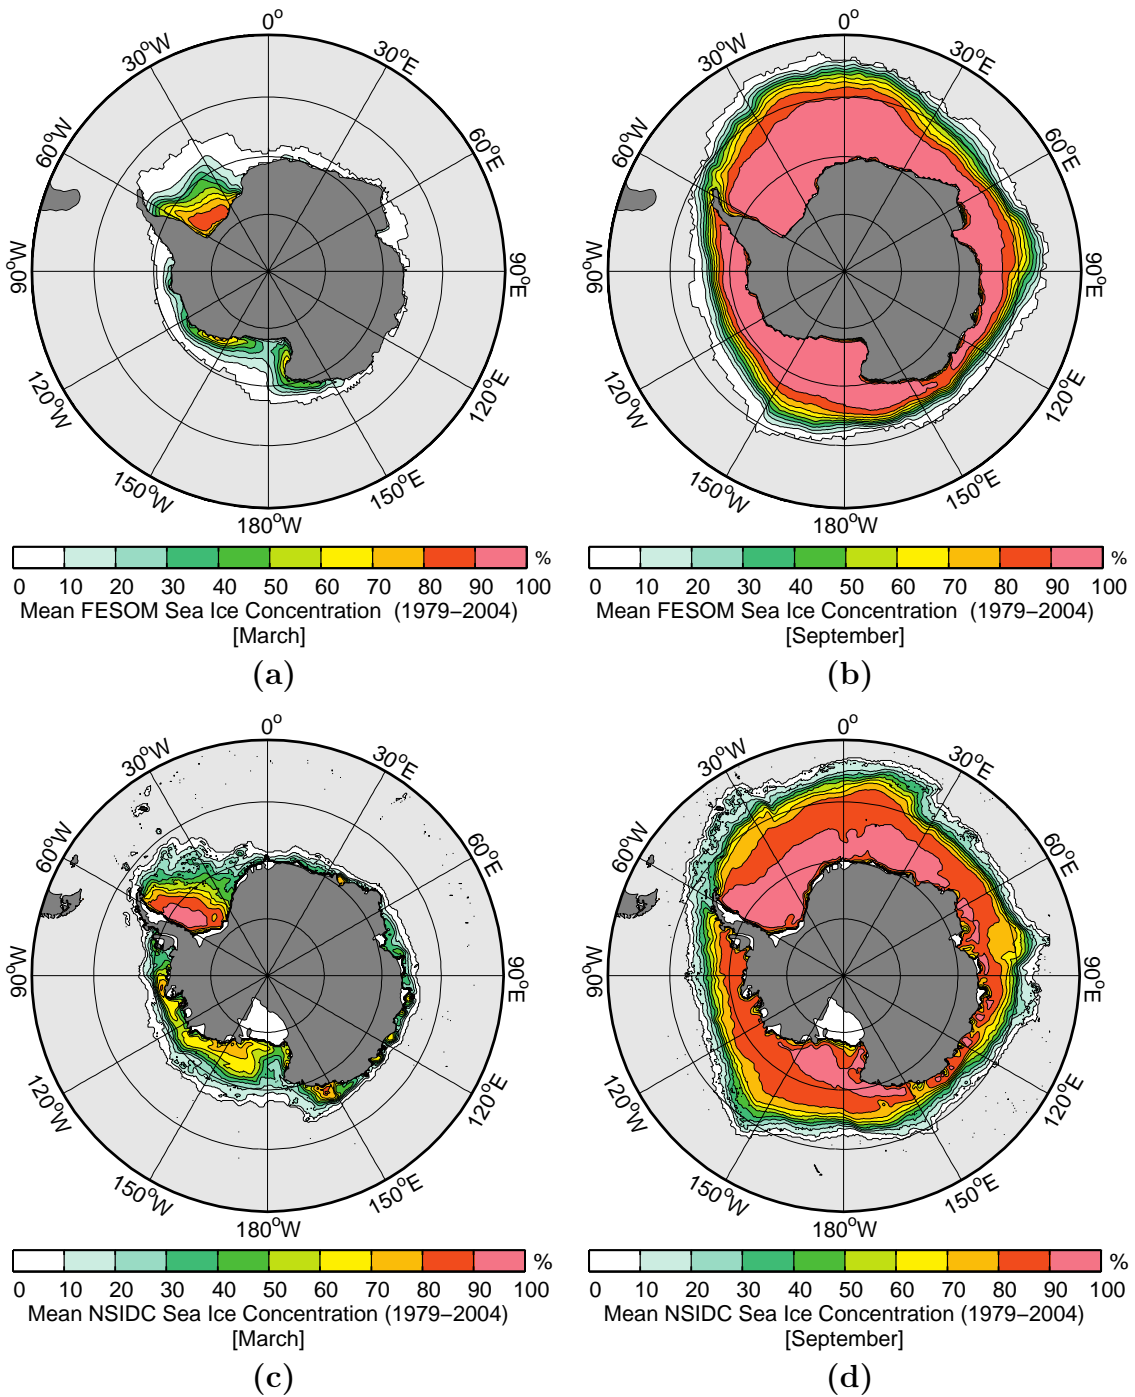 0°
30°W
30°E
60°W
60°E
90°W
90°E
120°W
120°E
150°W
150°E
180°W
0 10 20 30 40 50 60 70 80 90 100 %
Mean FESOM Sea Ice Concentration (1979–2004)
[March]
(a)
0°
30°W
30°E
60°W
60°E
90°W
90°E
120°W
120°E
150°W
150°E
180°W
0 10 20 30 40 50 60 70 80 90 100 %
Mean FESOM Sea Ice Concentration (1979–2004)
[September]
(b)
0°
30°W
30°E
60°W
60°E
90°W
90°E
120°W
120°E
150°W
150°E
180°W
0 10 20 30 40 50 60 70 80 90 100 %
Mean NSIDC Sea Ice Concentration (1979–2004)
[March]
(c)
0°
30°W
30°E
60°W
60°E
90°W
90°E
120°W
120°E
150°W
150°E
180°W
0 10 20 30 40 50 60 70 80 90 100 %
Mean NSIDC Sea Ice Concentration (1979–2004)
[September]
(d)